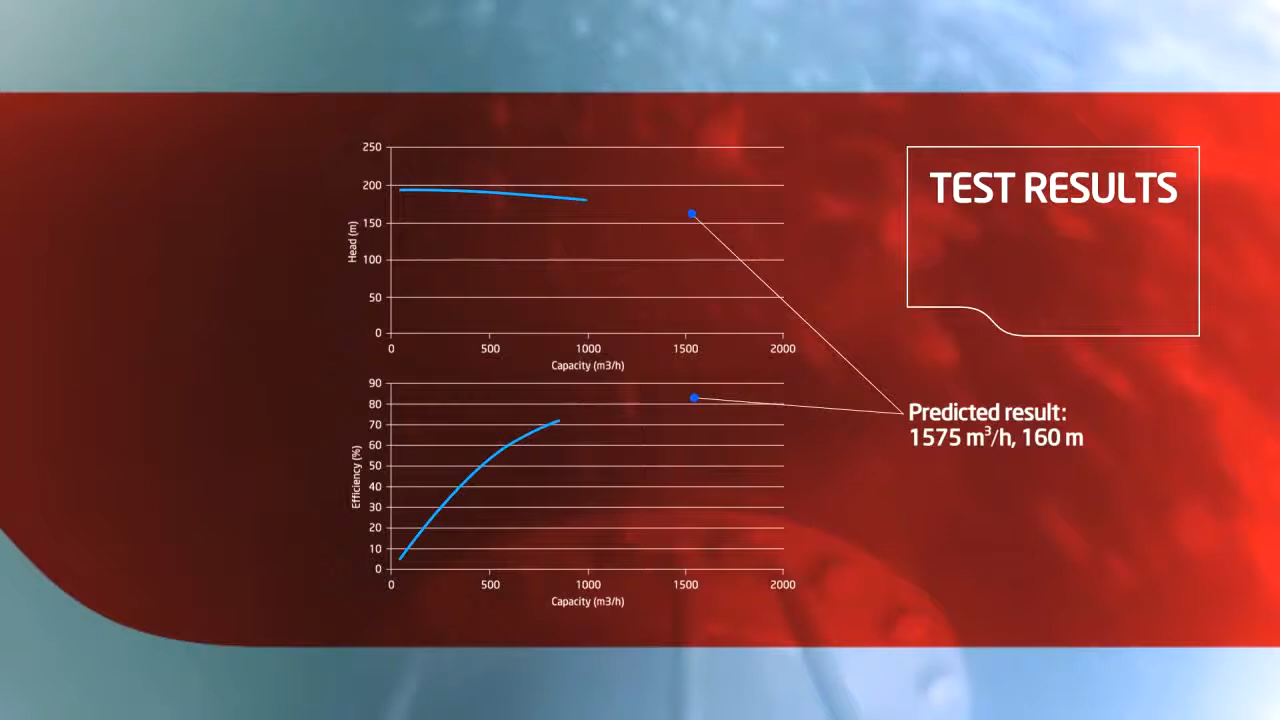 TEST RESULTS
250
200
150
100
50
0
Head (m)
0 500 1000 1500 2000
Capacity (m3/h)
90
80
70
60
50
40
30
20
10
0
Efficiency (%)
0 500 1000 1500 2000
Capacity (m3/h)
Predicted result:
1575 m³/h, 160 m